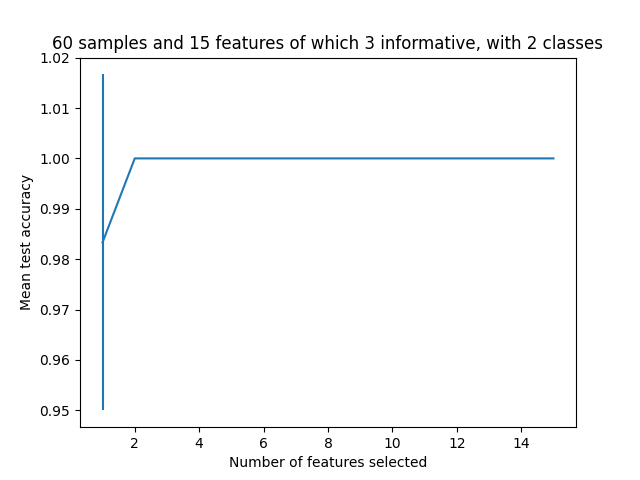 60 samples and 15 features of which 3 informative, with 2 classes
1.02
1.01
1.00
0.99
0.98
0.97
0.96
0.95
Mean test accuracy
2 4 6 8 10 12 14
Number of features selected